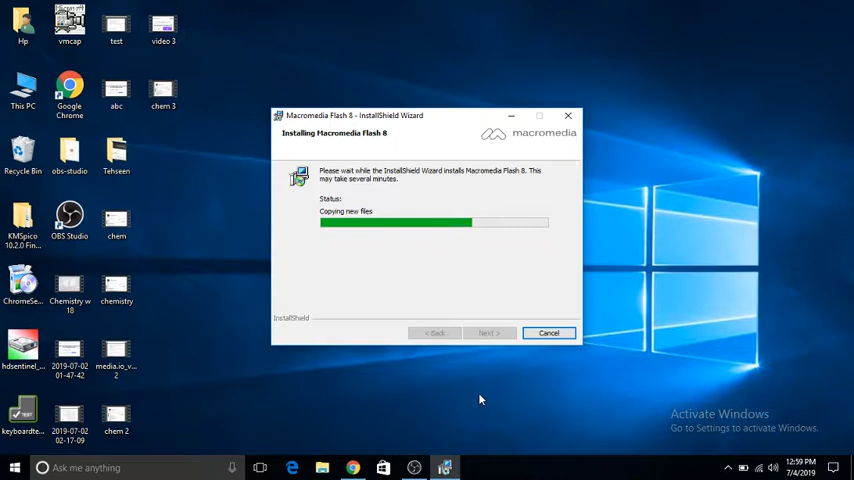 Hp
vmcap
test
video 3
This PC
Google
Chrome
abc
chem 3
Recycle Bin
obs-studio
Tehseen
KMSpico
10.2.0 Fin...
OBS Studio
chem
ChromeSe...
Chemistry w
18
chemistry
hdsentinel_...
2019-07-02
01-47-42
media.io_v...
2
keyboardte...
2019-07-02
02-17-09
chem 2
Macromedia Flash 8 - InstallShield Wizard
Installing Macromedia Flash 8
macromedia
Please wait while the InstallShield Wizard installs Macromedia Flash 8. This
may take several minutes.
Status:
Copying new files
InstallShield
< Back
Next >
Cancel
Activate Windows
Go to Settings to activate Windows.
Ask me anything
12:59 PM
7/4/2019